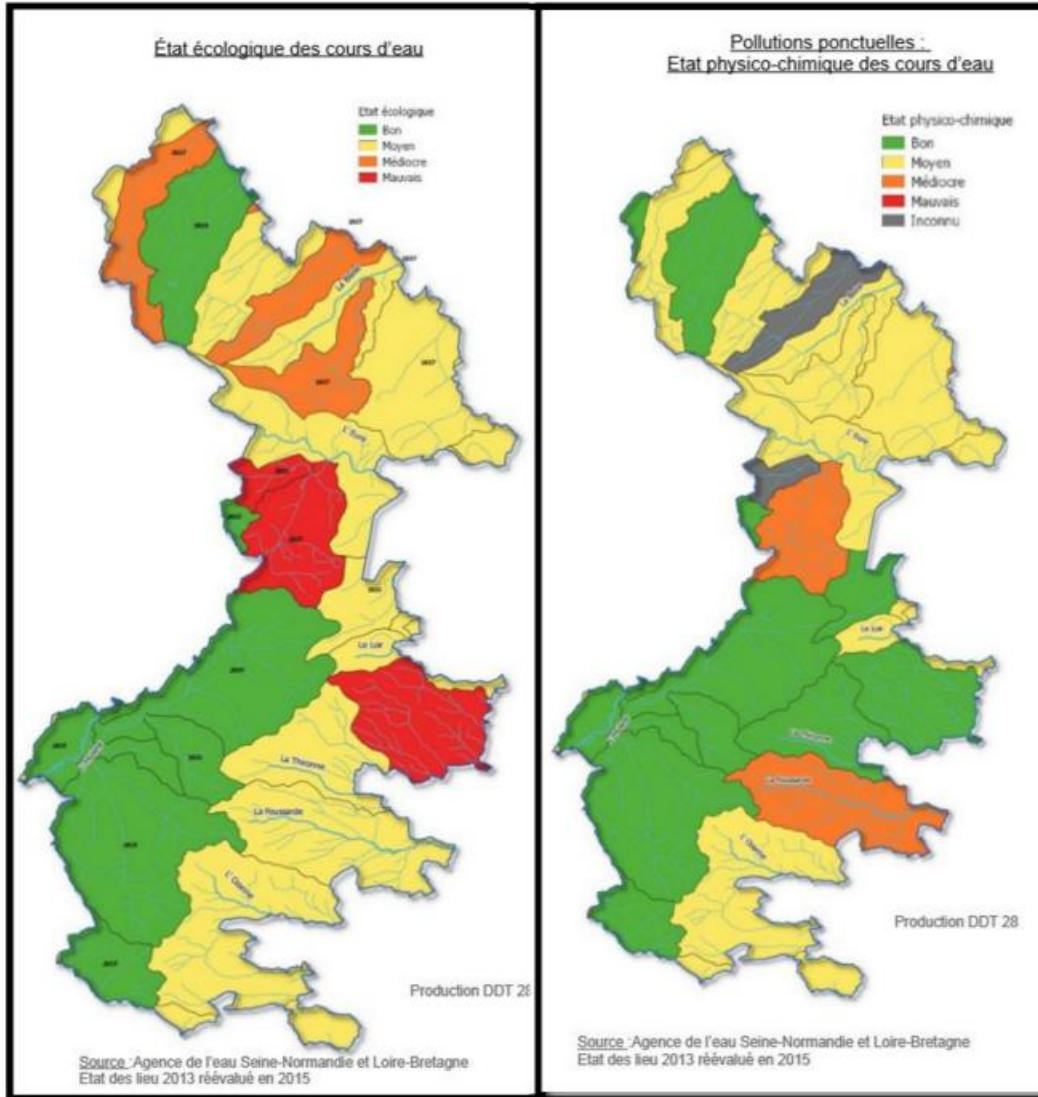 État écologique des cours d'eau
Etat écologique
Bon
Moyen
Médiocre
Mauvais
L'Eure
Le Loir
La Thironne
La Foussarde
L' Ozanne
Production DDT 28
Source :Agence de l'eau Seine-Normandie et Loire-Bretagne
Etat des lieu 2013 réévalué en 2015
Pollutions ponctuelles :
Etat physico-chimique des cours d'eau
Etat physico-chimique
Bon
Moyen
Médiocre
Mauvais
Inconnu
L'Eure
Le Loir
La Thironne
La Foussarde
L' Ozanne
Production DDT 28
Source :Agence de l'eau Seine-Normandie et Loire-Bretagne
Etat des lieu 2013 réévalué en 2015